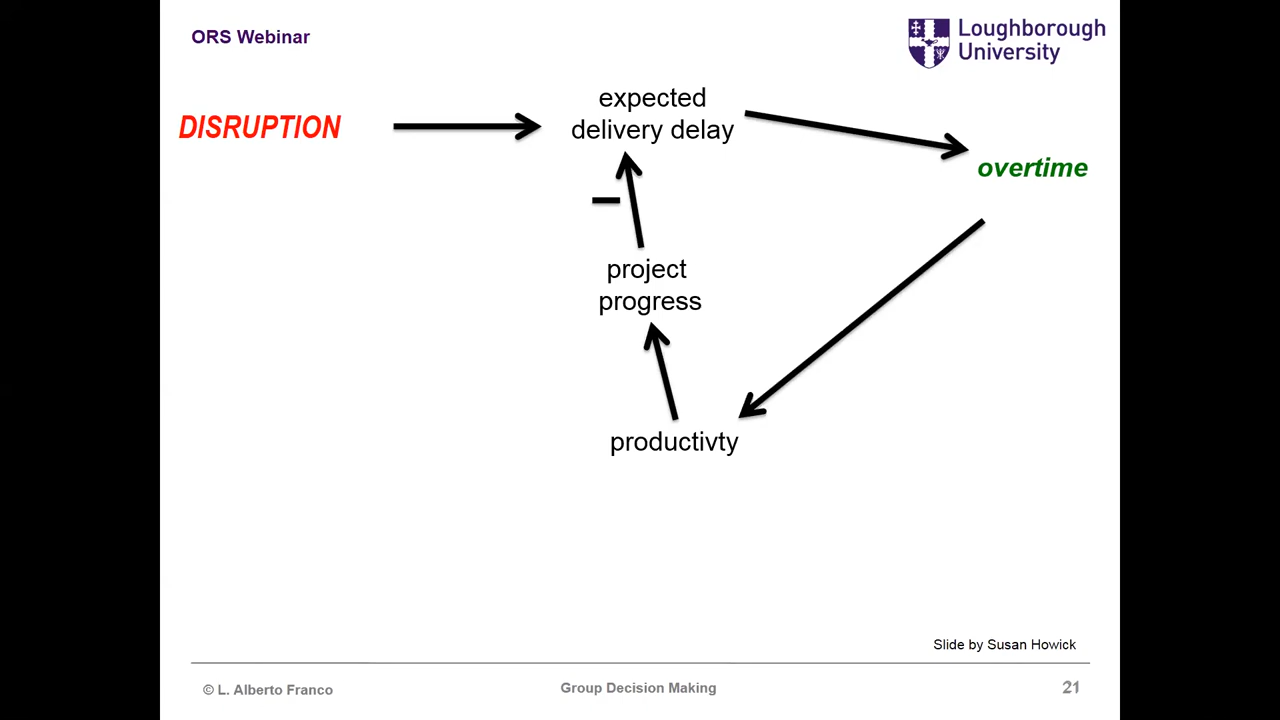 ORS Webinar
Loughborough
University
DISRUPTION
expected
delivery delay
overtime
project
progress
productivty
Slide by Susan Howick
© L. Alberto Franco
Group Decision Making
21